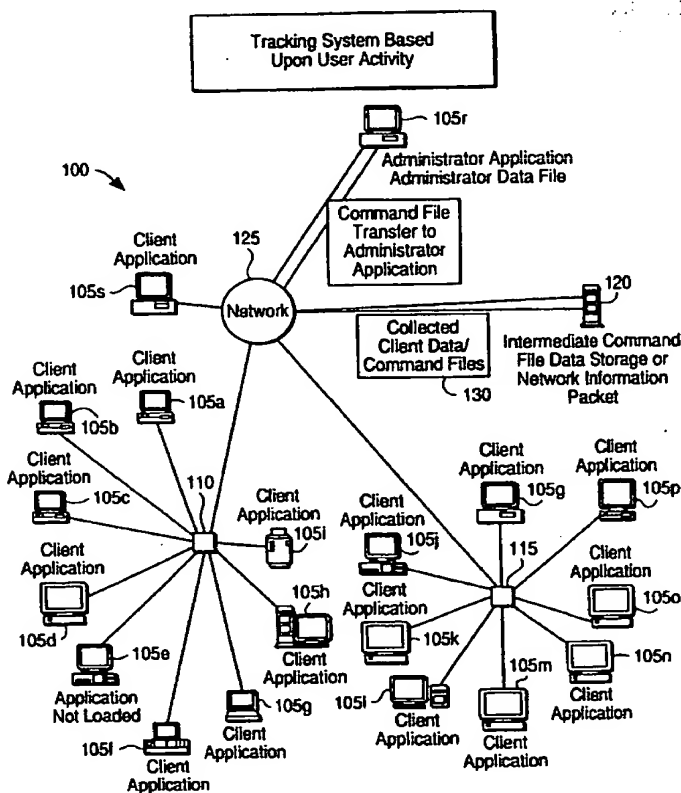 Tracking System Based
Upon User Activity
105r
Administrator Application
Administrator Data File
100
Command File
Transfer to
Administrator
Application
125
Client
Application
105s
Network
120
Collected
Client Data/
Command Files
130
Intermediate Command
File Data Storage or
Network Information
Packet
Client
Application
105a
Client
Application
105b
Client
Application
105c
110
Client
Application
105i
Client
Application
105d
105h
Client
Application
105e
Application
Not Loaded
105f
Client
Application
105g
Client
Application
Client
Application
105g
Client
Application
105p
Client
Application
105j
115
Client
Application
105o
Client
Application
105k
105n
Client
Application
105l
Client
Application
105m
Client
Application